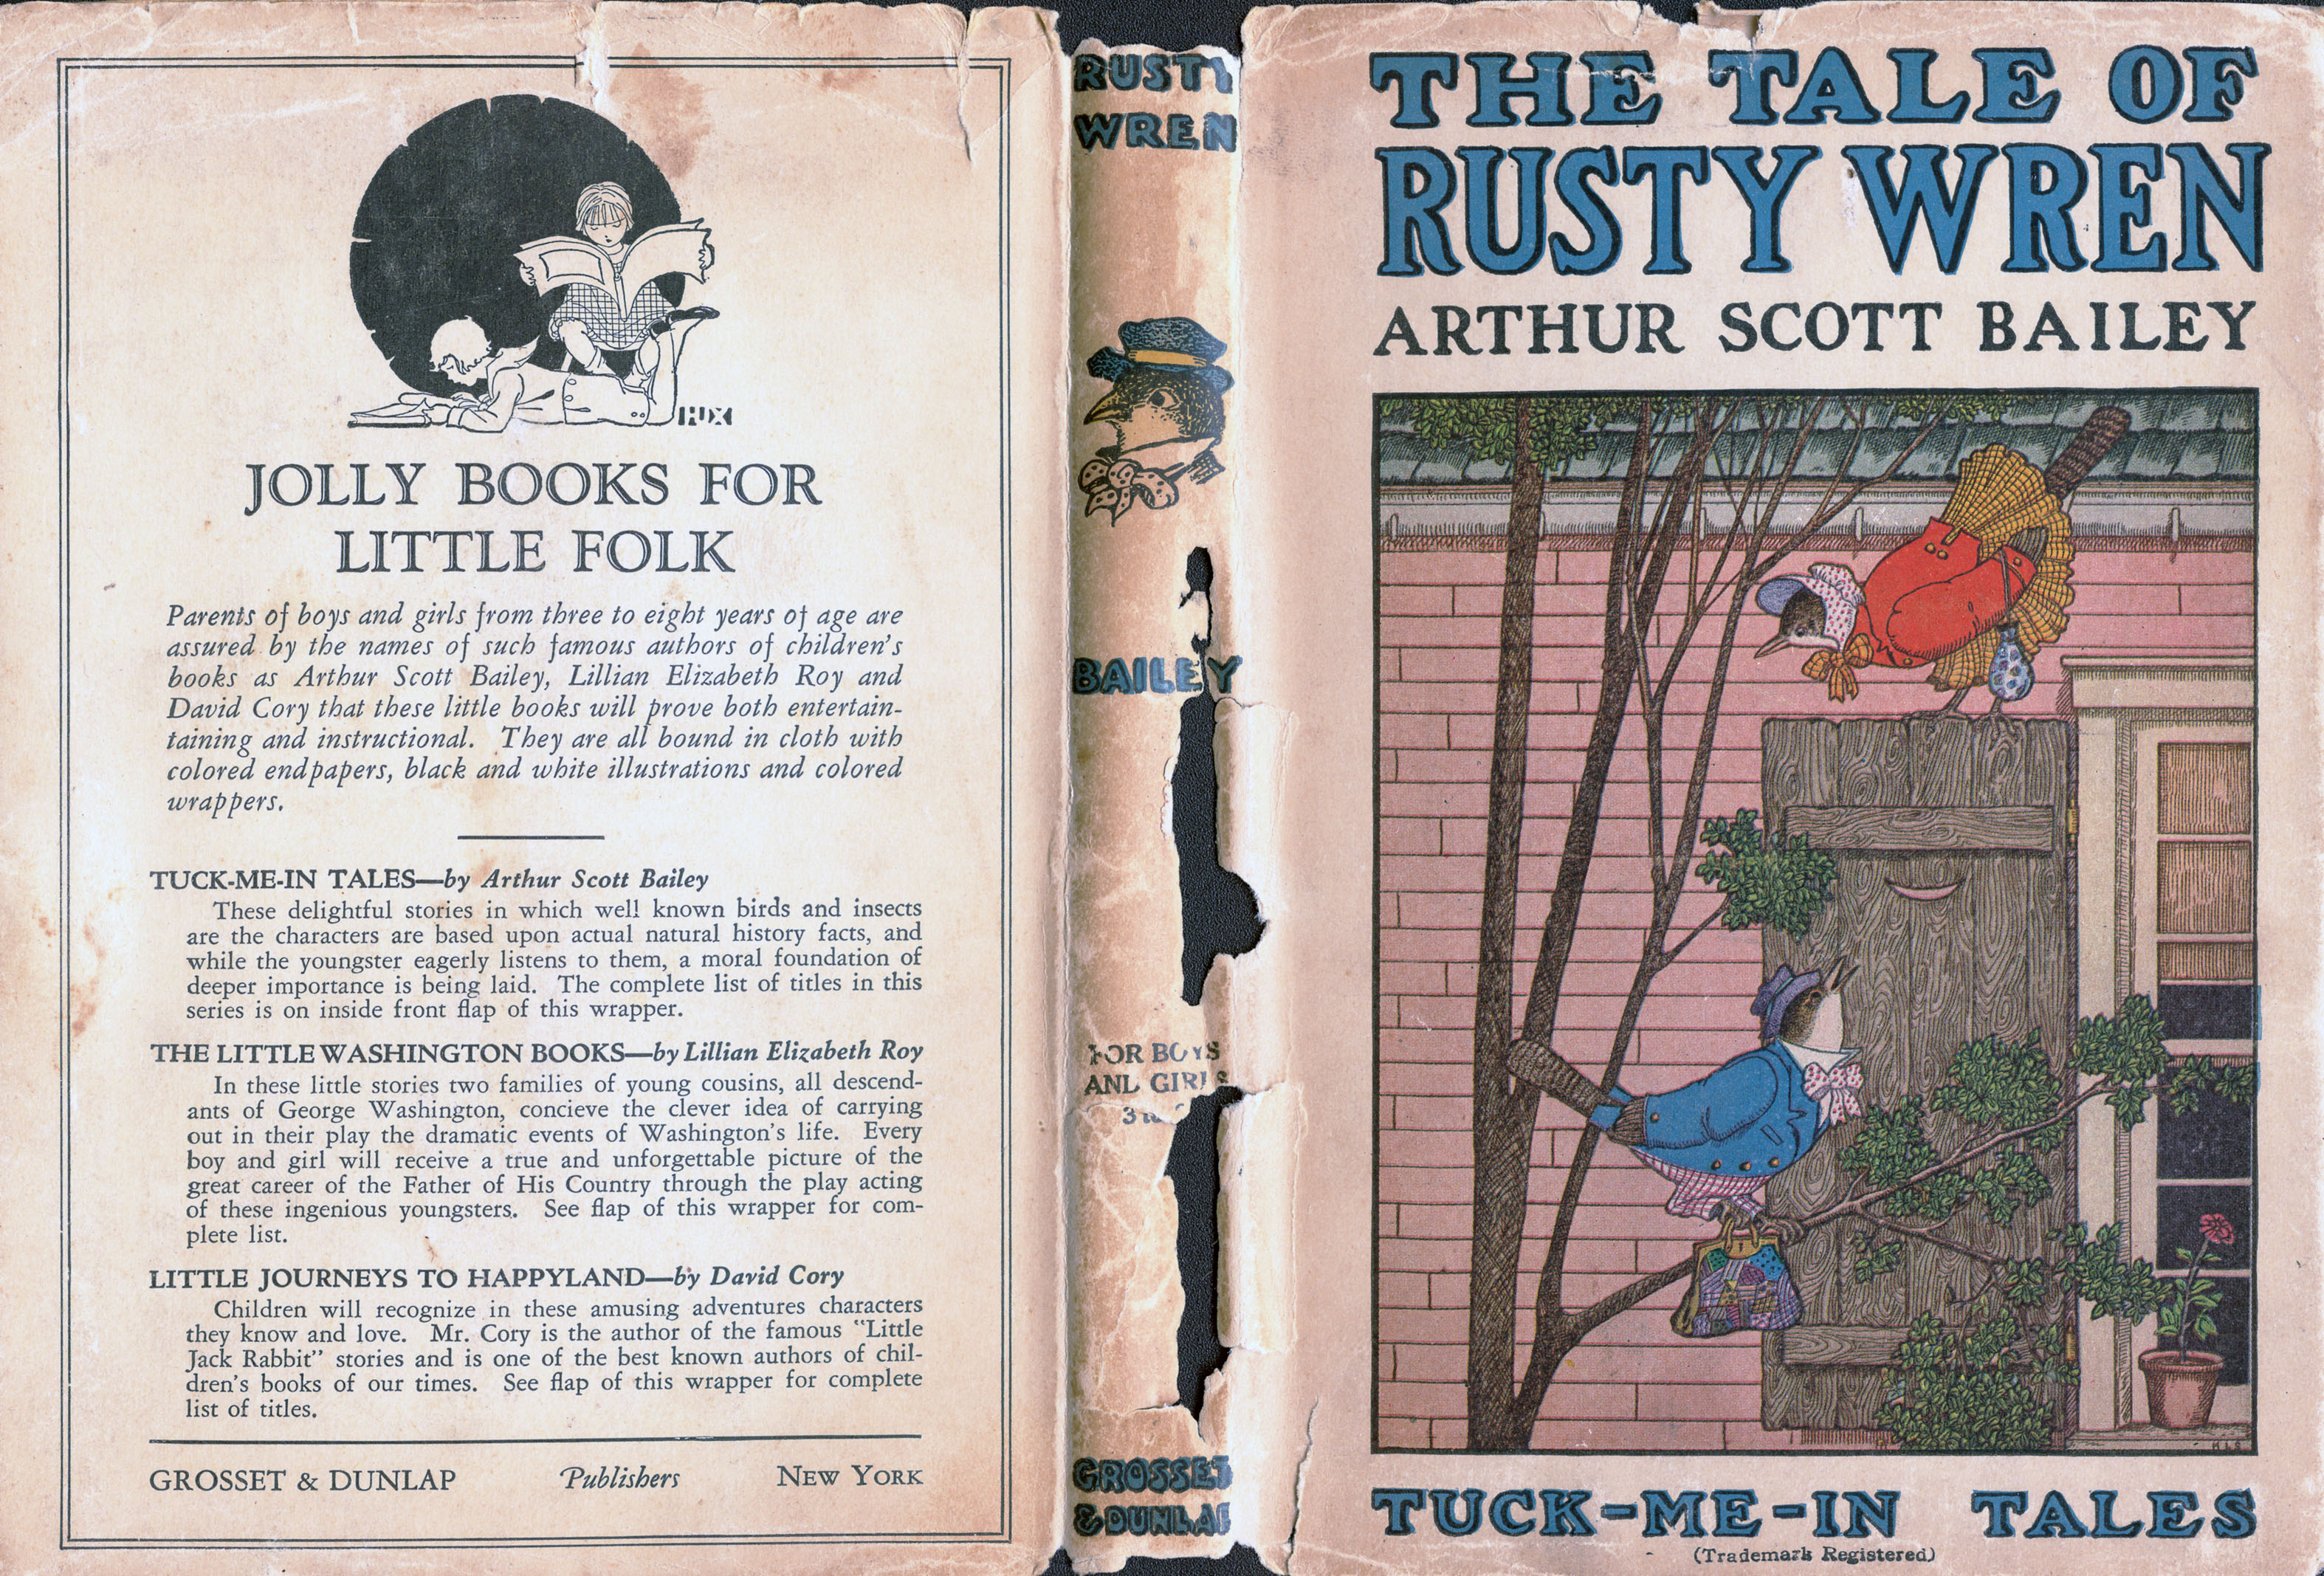 HJX
JOLLY BOOKS FOR
LITTLE FOLK
Parents of boys and girls from three to eight years of age are
assured by the names of such famous authors of children's
books as Arthur Scott Bailey, Lillian Elizabeth Roy and
David Cory that these little books will prove both entertain-
taining and instructional. They are all bound in cloth with
colored endpapers, black and white illustrations and colored
wrappers.
TUCK-ME-IN TALES—by Arthur Scott Bailey
These delightful stories in which well known birds and insects
are the characters are based upon actual natural history facts, and
while the youngster eagerly listens to them, a moral foundation of
deeper importance is being laid. The complete list of titles in this
series is on inside front flap of this wrapper.
THE LITTLE WASHINGTON BOOKS—by Lillian Elizabeth Roy
In these little stories two families of young cousins, all descend-
ants of George Washington, concieve the clever idea of carrying
out in their play the dramatic events of Washington's life. Every
boy and girl will receive a true and unforgettable picture of the
great career of the Father of His Country through the play acting
of these ingenious youngsters. See flap of this wrapper for com-
plete list.
LITTLE JOURNEYS TO HAPPYLAND—by David Cory
Children will recognize in these amusing adventures characters
they know and love. Mr. Cory is the author of the famous "Little
Jack Rabbit" stories and is one of the best known authors of chil-
dren's books of our times. See flap of this wrapper for complete
list of titles.
GROSSET & DUNLAP Publishers NEW YORK
RUSTY
WREN
BAILEY
FOR BOYS
AND GIRLS
3 to
GROSSET
& DUNLAP
THE TALE OF
RUSTY WREN
ARTHUR SCOTT BAILEY
HLS
TUCK-ME-IN TALES
(Trademark Registered)